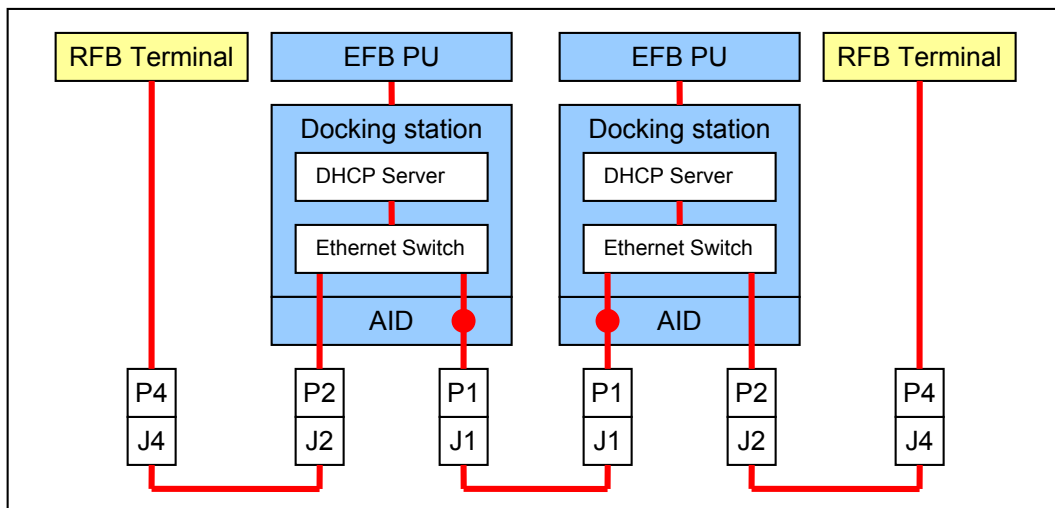 RFB Terminal
EFB PU
EFB PU
RFB Terminal
Docking station
Docking station
DHCP Server
DHCP Server
Ethernet Switch
Ethernet Switch
AID
AID
P4
P2
P1
P1
P2
P4
J4
J2
J1
J1
J2
J4